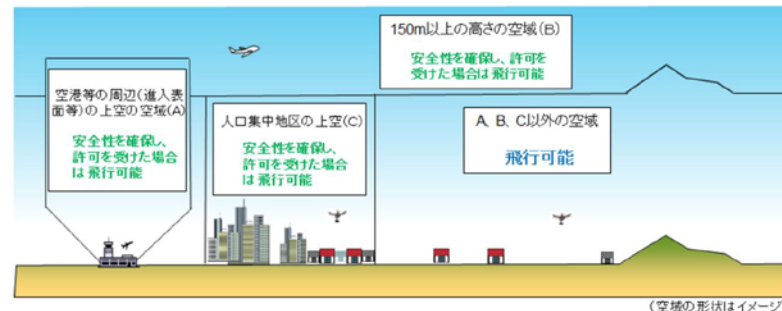 150m以上の高さの空域(B)
安全性を確保し、許可を
受けた場合は飛行可能
空港等の周辺(進入表
面等)の上空の空域(A)
安全性を確保し、
許可を受けた場合
は飛行可能
人口集中地区の上空(C)
安全性を確保し、
許可を受けた場合
は飛行可能
A、B、C以外の空域
飛行可能
(空域の形状はイメージ